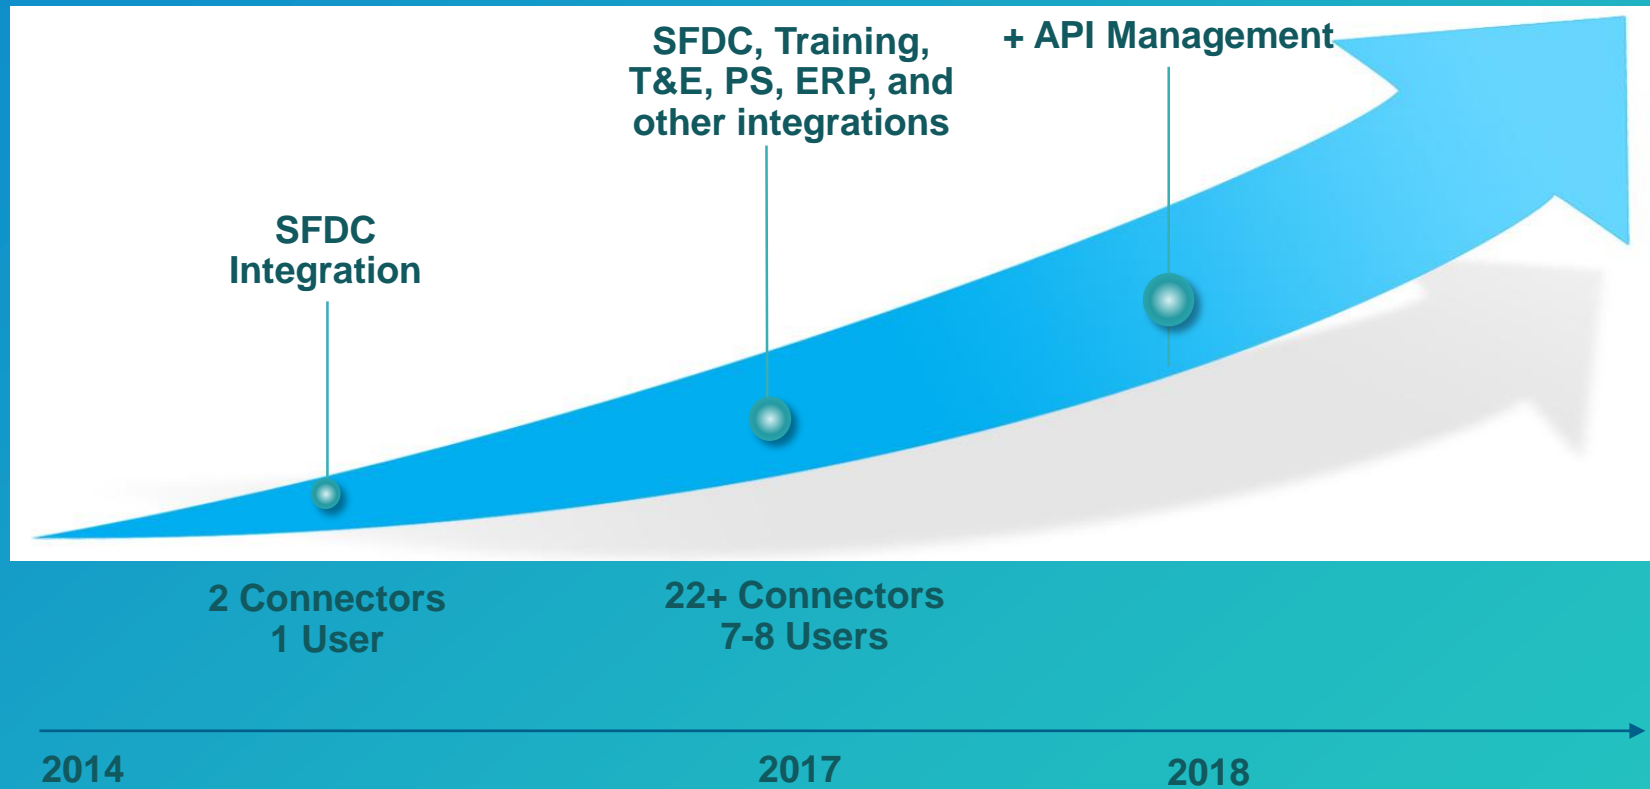 SFDC, Training,
T&E, PS, ERP, and
other integrations
+ API Management
SFDC
Integration
2 Connectors
1 User
22+ Connectors
7-8 Users
2014
2017
2018